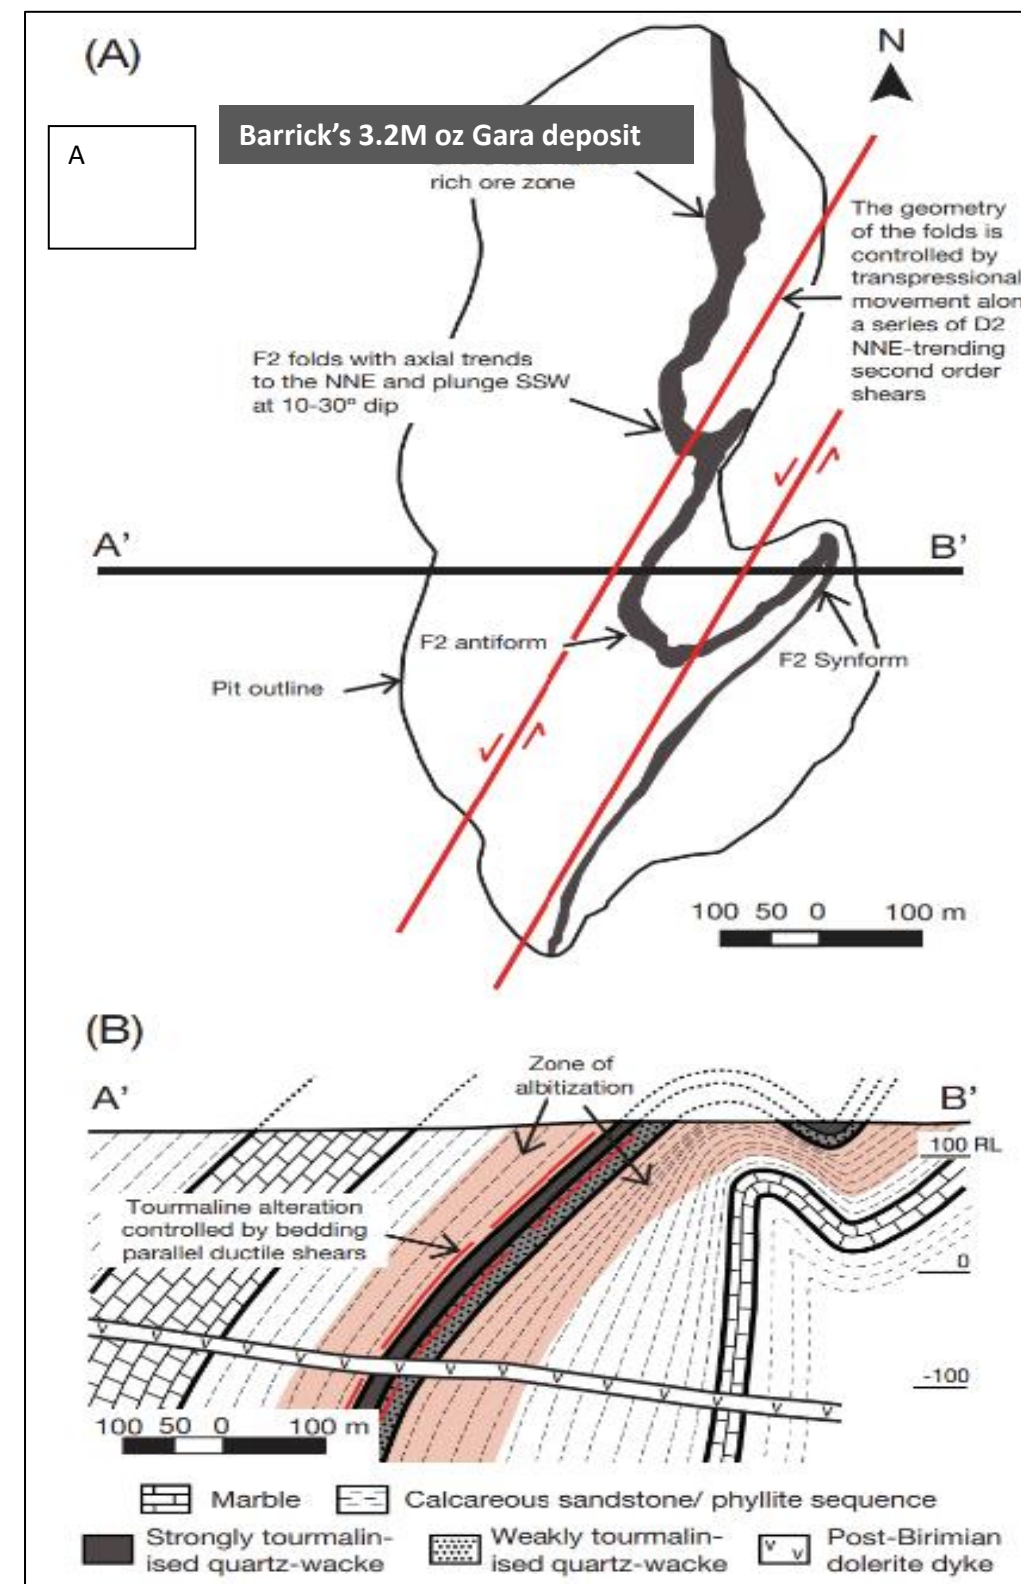 (A)
N
A
Barrick's 3.2M oz Gara deposit
rich ore zone
The geometry
of the folds is
controlled by
transpressional
movement alon
a series of D2
NNE-trending
second order
shears
F2 folds with axial trends
to the NNE and plunge SSW
at 10-30° dip
A'
B'
F2 antiform
F2 Synform
Pit outline
100 50 0 100 m
(B)
Zone of
albitization
A'
B'
100 RL
Tourmaline alteration
controlled by bedding
parallel ductile shears
0
-100
100 50 0 100 m
Marble
Calcareous sandstone/ phyllite sequence
Strongly tourmalin-
ised quartz-wacke
Weakly tourmalin-
ised quartz-wacke
v v
Post-Birimian
dolerite dyke